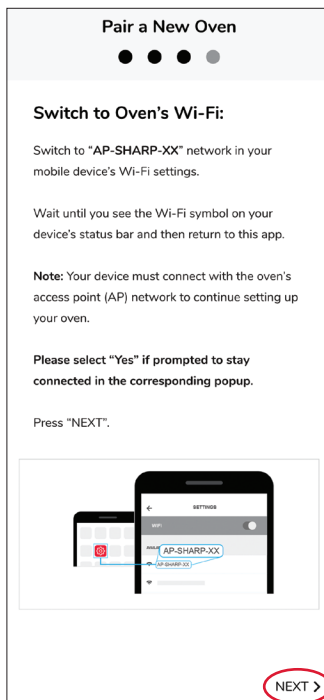 Pair a New Oven
Switch to Oven's Wi-Fi:
Switch to “AP-SHARP-XX” network in your
mobile device's Wi-Fi settings.
Wait until you see the Wi-Fi symbol on your
device's status bar and then return to this app.
Note: Your device must connect with the oven's
access point (AP) network to continue setting up
your oven.
Please select “Yes” if prompted to stay
connected in the corresponding popup.
Press “NEXT”.
SETTINGS
WIFI
AP-SHARP-XX
AP-SHARP-XX
NEXT